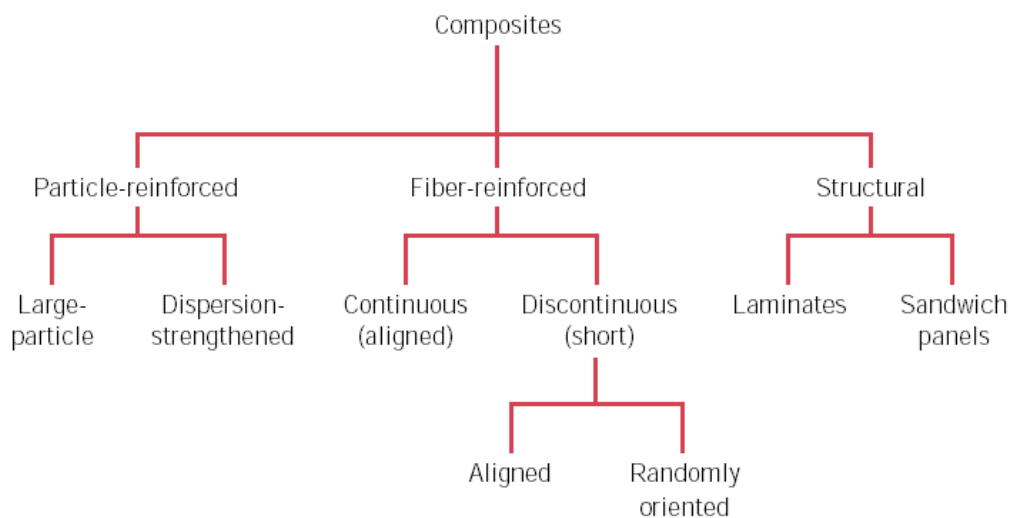 Composites
Particle-reinforced
Fiber-reinforced
Structural
Large-
particle
Dispersion-
strengthened
Continuous
(aligned)
Discontinuous
(short)
Laminates
Sandwich
panels
Aligned
Randomly
oriented